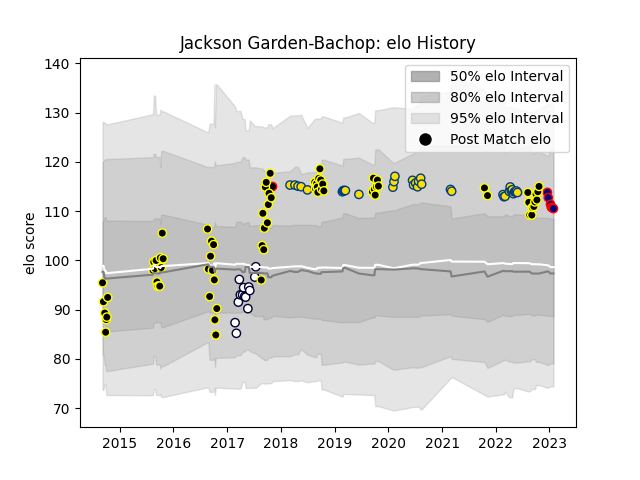 Jackson Garden-Bachop: elo History
50% elo Interval
80% elo Interval
95% elo Interval
Post Match elo
elo score
140
130
120
110
100
90
80
70
2015 2016 2017 2018 2019 2020 2021 2022 2023